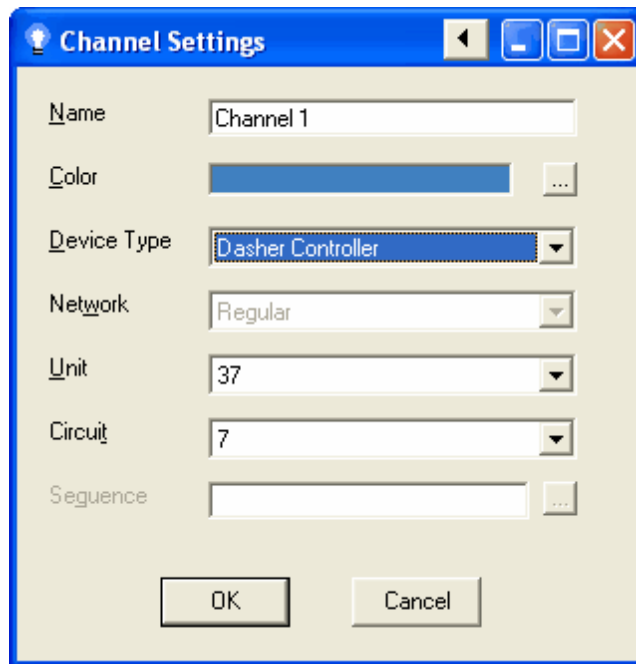 Channel Settings
Name Channel 1
Color ...
Device Type Dasher Controller
Network Regular
Unit 37
Circuit 7
Sequence ...
OK Cancel